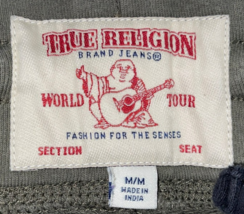 TRUE RELIGION
BRAND JEANS®
WORLD TOUR
FASHION FOR THE SENSES
SECTION SEAT
M/M
MADE IN
INDIA